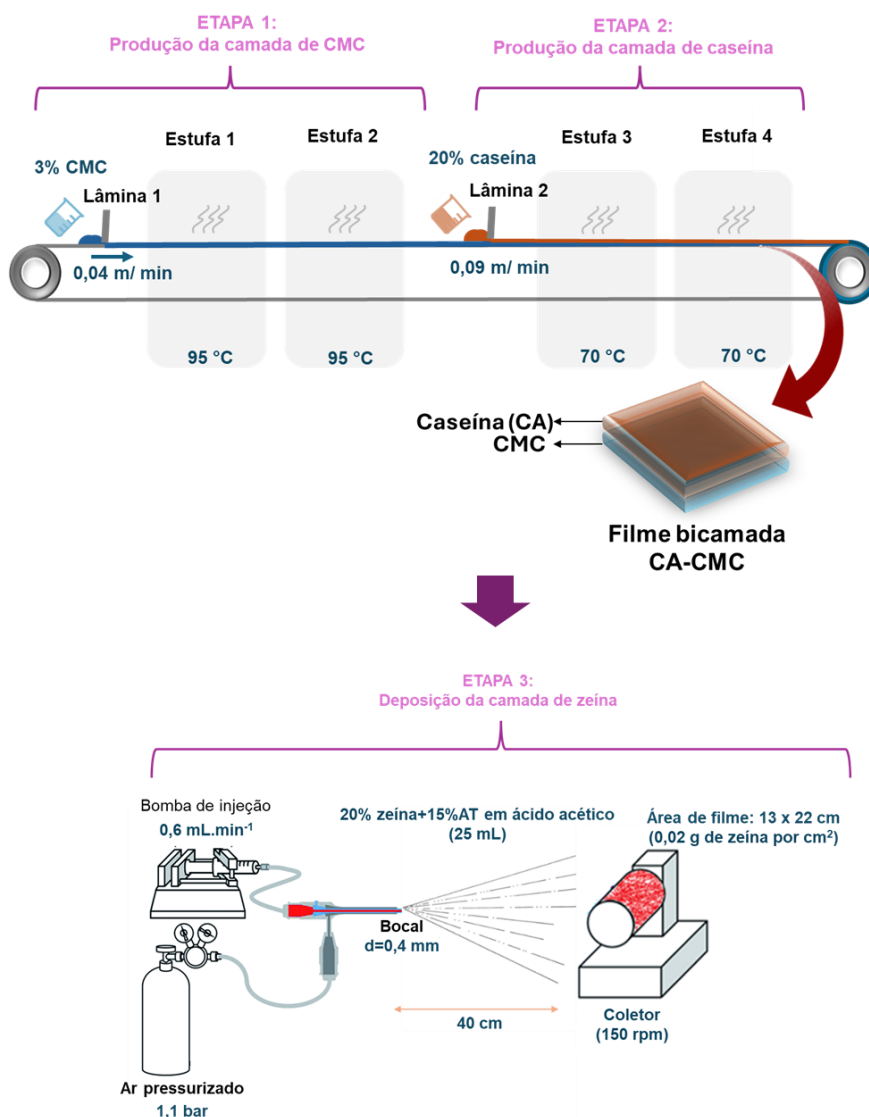 ETAPA 1:
Produção da camada de CMC
ETAPA 2:
Produção da camada de caseína
Estufa 1
Estufa 2
Estufa 3
Estufa 4
3% CMC
Lâmina 1
20% caseína
Lâmina 2
0,04 m/ min
0,09 m/ min
95 °C
95 °C
70 °C
70 °C
Caseína (CA)
CMC
Filme bicamada
CA-CMC
ETAPA 3:
Deposição da camada de zeína
Bomba de injeção
0,6 mL.min⁻¹
20% zeína+15%AT em ácido acético
(25 mL)
Área de filme: 13 x 22 cm
(0,02 g de zeína por cm²)
Bocal
d=0,4 mm
40 cm
Coletor
(150 rpm)
Ar pressurizado
1,1 bar